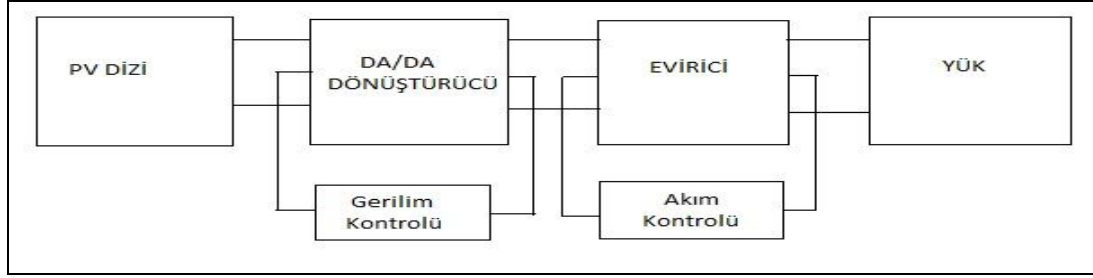 PV DİZİ
DA/DA
DÖNÜŞTÜRÜCÜ
EVİRİCİ
YÜK
Gerilim
Kontrolü
Akım
Kontrolü